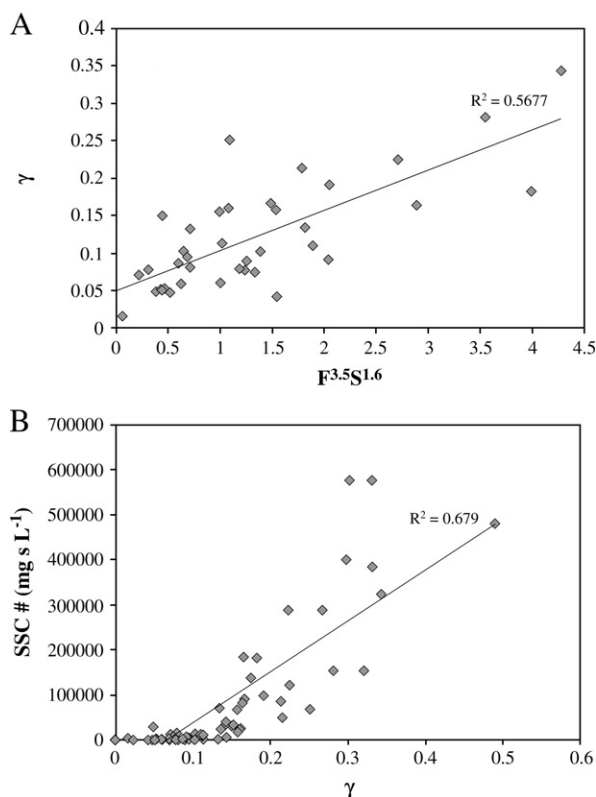 A
0.4
0.35
0.3
0.25
0.2
0.15
0.1
0.05
0
γ
R² = 0.5677
0 0.5 1 1.5 2 2.5 3 3.5 4 4.5
F³·⁵S¹·⁶
B
700000
600000
500000
400000
300000
200000
100000
0
SSC # (mg s L⁻¹)
R² = 0.679
0 0.1 0.2 0.3 0.4 0.5 0.6
γ